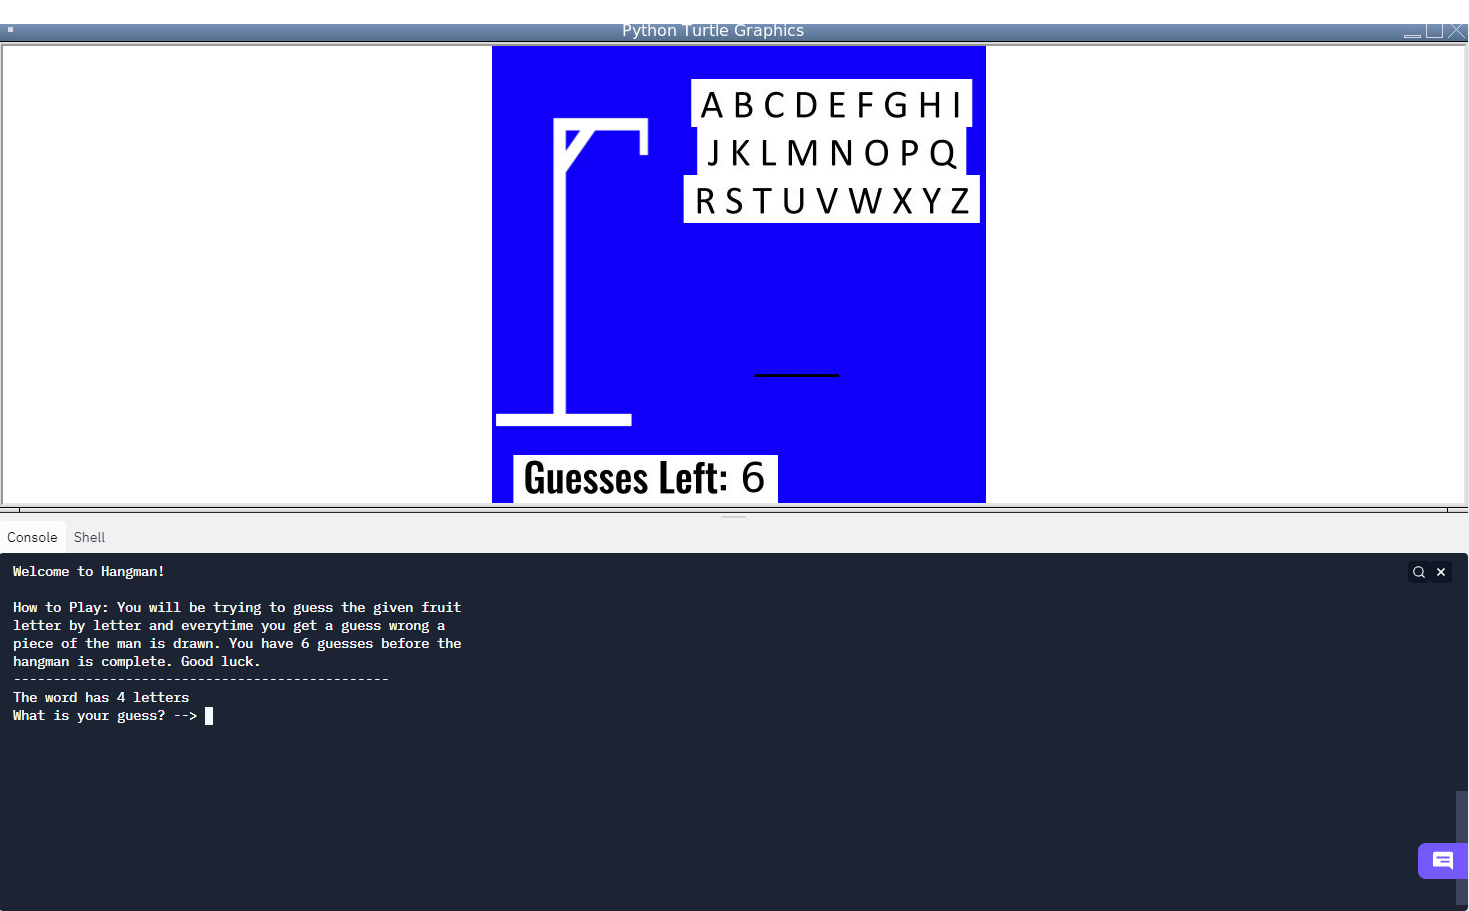 Python Turtle Graphics
A B C D E F G H I
J K L M N O P Q
R S T U V W X Y Z
Guesses Left: 6
Console Shell
Welcome to Hangman!
How to Play: You will be trying to guess the given fruit
letter by letter and everytime you get a guess wrong a
piece of the man is drawn. You have 6 guesses before the
hangman is complete. Good luck.
-----------------------------------------------
The word has 4 letters
What is your guess? -->